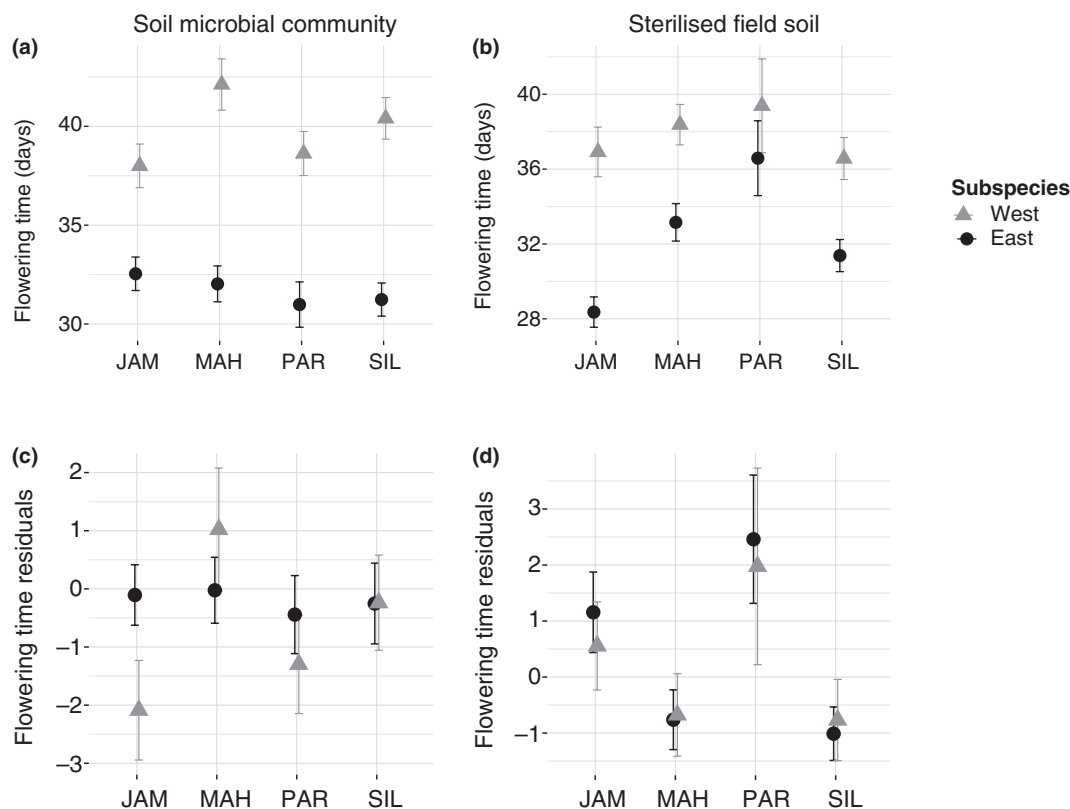 Soil microbial community
Sterilised field soil
(a)
Flowering time (days)
40
35
30
JAM MAH PAR SIL
(b)
Flowering time (days)
40
36
32
28
JAM MAH PAR SIL
Subspecies
West
East
(c)
Flowering time residuals
2
1
0
–1
–2
–3
JAM MAH PAR SIL
(d)
Flowering time residuals
3
2
1
0
–1
JAM MAH PAR SIL